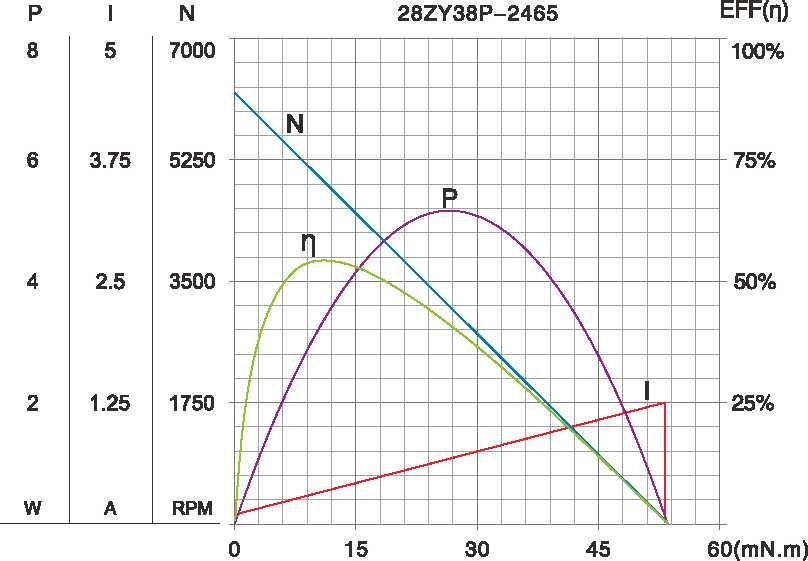 P I N 28ZY38P-2465 EFF(η)
8 5 7000 100%
N
6 3.75 5250 75%
P
η
4 2.5 3500 50%
I
2 1.25 1750 25%
W A RPM
0 15 30 45 60(mN.m)